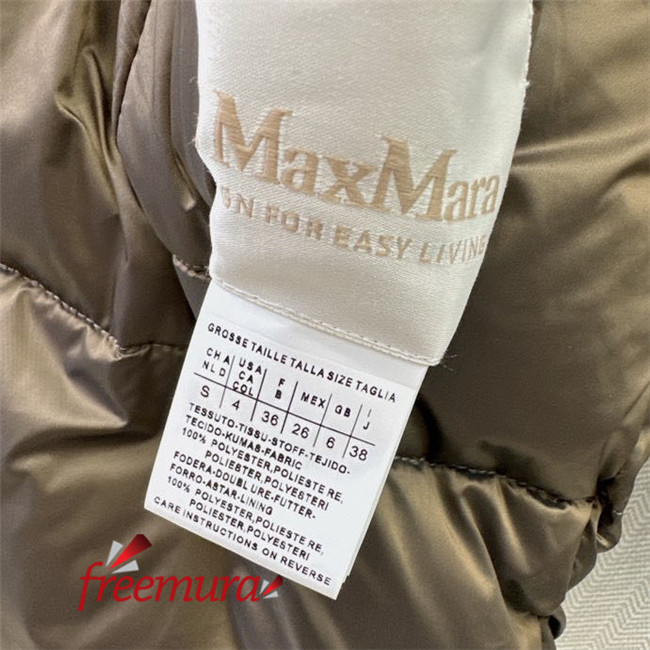 MaxMara
GN FOR EASY LIVING
GROSSE TAILLE TALLA SIZE TAGLIA
CH A USA F MEX GB I
NL D CA B J
COL
S 4 36 26 6 38
TESSUTO-TISSU-STOFF-TEJIDO-
TECIDO-KUMAS-FABRIC
100% POLYESTER,POLIESTE RE,
POLIESTER,POLYESTERI
FODERA-DOUBL URE-FUTTER-
FORRO-ASTAR-LINING
100% POLYESTER,POLIESTE RE,
POLIESTER,POLYESTERI
CARE INSTRUCTIONS ON REVERSE
freemura